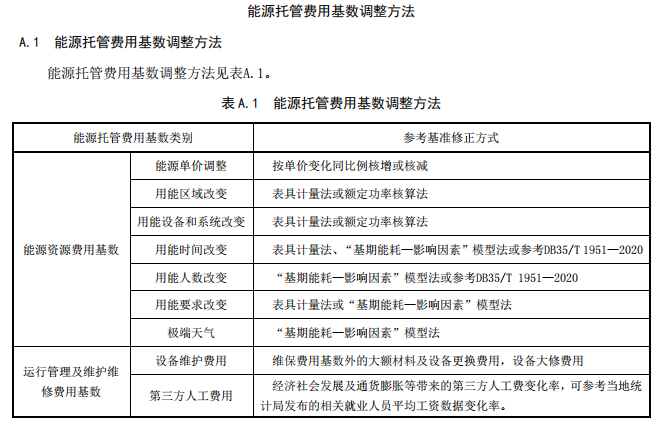 能源托管费用基数调整方法
A.1 能源托管费用基数调整方法
能源托管费用基数调整方法见表A.1。
表 A.1 能源托管费用基数调整方法
能源托管费用基数类别 参考基准修正方式
能源资源费用基数
能源单价调整 按单价变化同比例核增或核减
用能区域改变 表具计量法或额定功率核算法
用能设备和系统改变 表具计量法或额定功率核算法
用能时间改变 表具计量法、“基期能耗—影响因素”模型法或参考DB35/T 1951—2020
用能人数改变 “基期能耗—影响因素”模型法或参考DB35/T 1951—2020
用能要求改变 表具计量法或“基期能耗—影响因素”模型法
极端天气 “基期能耗—影响因素”模型法
运行管理及维护维
修费用基数
设备维护费用 维保费用基数外的大额材料及设备更换费用，设备大修费用
第三方人工费用 经济社会发展及通货膨胀等带来的第三方人工费变化率，可参考当地统
计局发布的相关就业人员平均工资数据变化率。